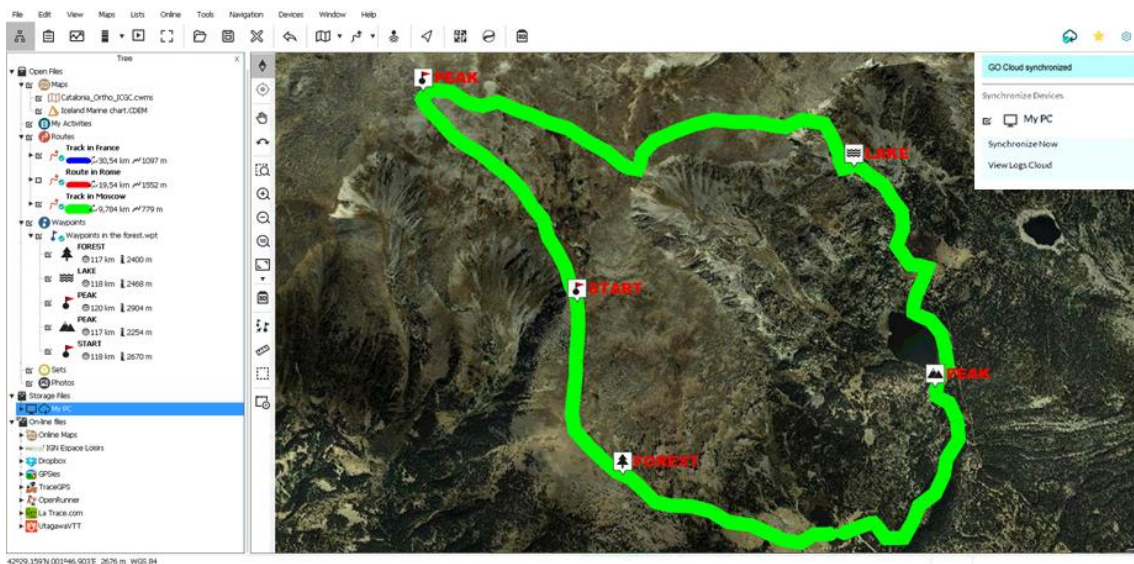 File Edit View Maps Lists Online Tools Navigation Devices Window Help
Tree X
Open Files
Maps
Catalonia_Ortho_ICGC.cwms
Iceland Marine chart.CDEM
My Activities
Routes
Track in France
30,54 km 1097 m
Route in Rome
19,54 km 1552 m
Track in Moscow
9,704 km 779 m
Waypoints
Waypoints in the forest.wpt
FOREST
117 km 2400 m
LAKE
118 km 2468 m
PEAK
120 km 2904 m
PEAK
117 km 2254 m
START
118 km 2670 m
Sets
Photos
Storage Files
My PC
On-line files
Online Maps
IGN Espace Loisirs
Dropbox
GPSies
TraceGPS
OpenRunner
La Trace.com
UtagawaVTT
PEAK
LAKE
START
PEAK
FOREST
GO Cloud synchronized
Synchronize Devices
My PC
Synchronize Now
View Logs Cloud
42º29.159'N,001º46.903'E 2676 m WGS 84